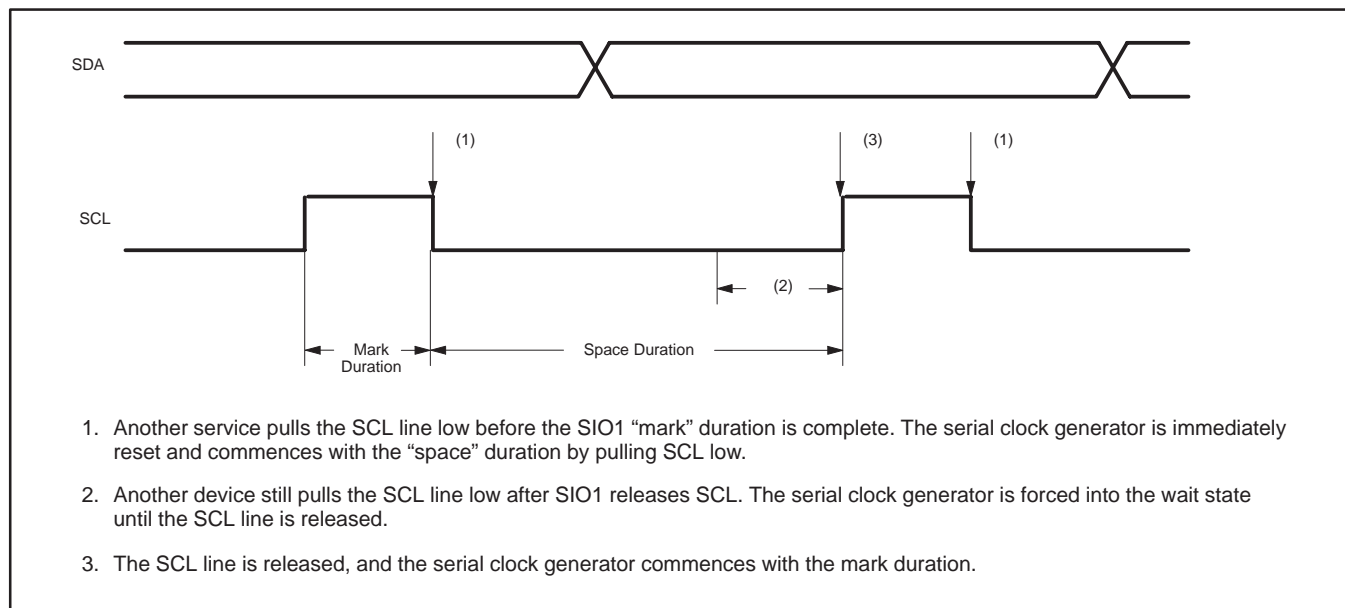 SDA
(1)
(3)
(1)
SCL
(2)
Mark
Duration
Space Duration
1. Another service pulls the SCL line low before the SIO1 “mark” duration is complete. The serial clock generator is immediately
reset and commences with the “space” duration by pulling SCL low.
2. Another device still pulls the SCL line low after SIO1 releases SCL. The serial clock generator is forced into the wait state
until the SCL line is released.
3. The SCL line is released, and the serial clock generator commences with the mark duration.